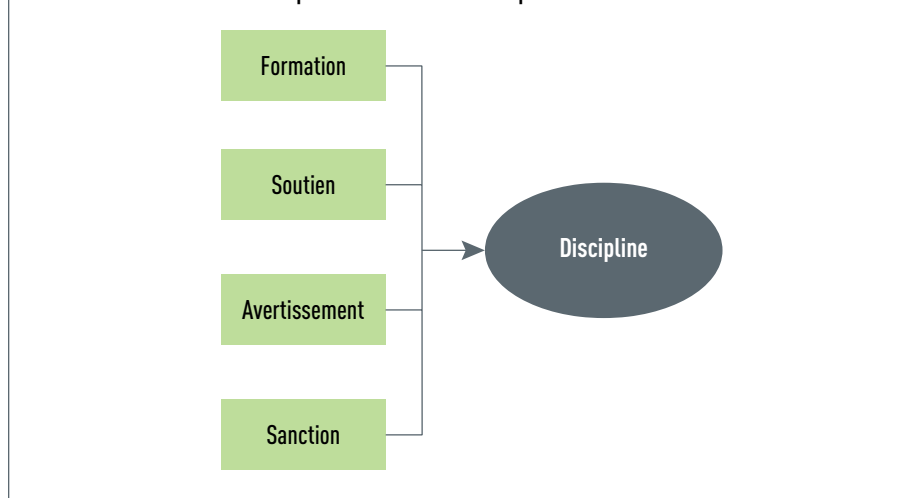 Formation
Soutien
Discipline
Avertissement
Sanction